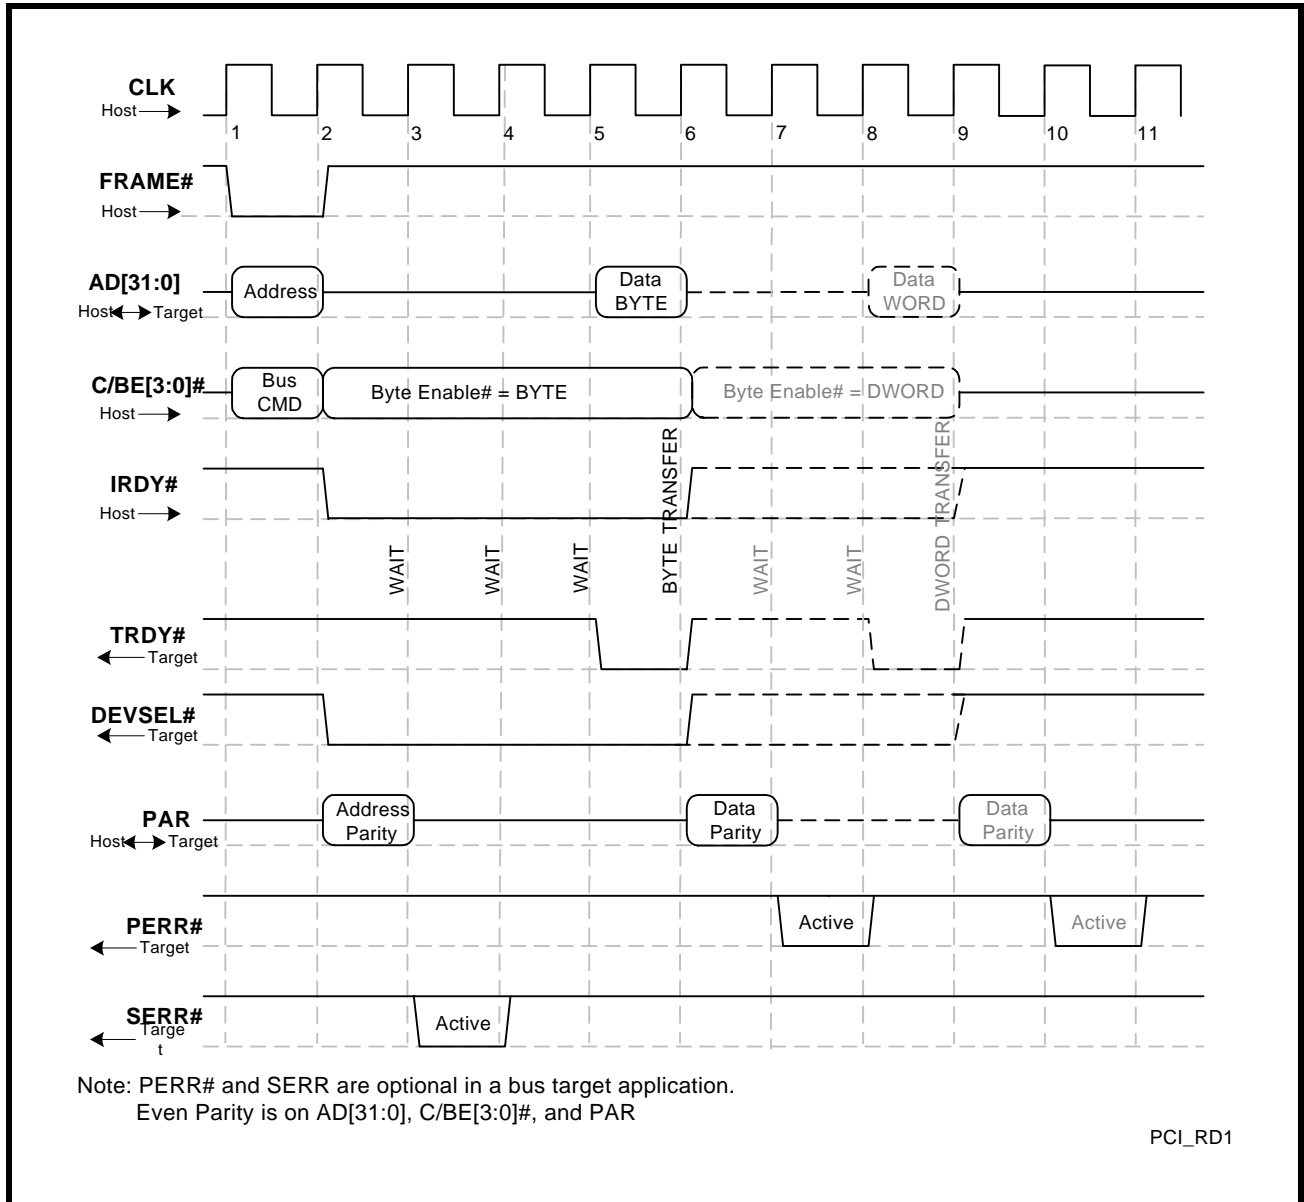 CLK
Host
1 2 3 4 5 6 7 8 9 10 11
FRAME#
Host
AD[31:0]
Host Target
Address
Data
BYTE
Data
WORD
C/BE[3:0]#
Host
Bus
CMD
Byte Enable# = BYTE
Byte Enable# = DWORD
IRDY#
Host
WAIT
WAIT
WAIT
BYTE TRANSFER
WAIT
WAIT
DWORD TRANSFER
TRDY#
Target
DEVSEL#
Target
PAR
Host Target
Address
Parity
Data
Parity
Data
Parity
PERR#
Target
Active
Active
SERR#
Targe
t
Active
Note: PERR# and SERR are optional in a bus target application.
Even Parity is on AD[31:0], C/BE[3:0]#, and PAR
PCI_RD1